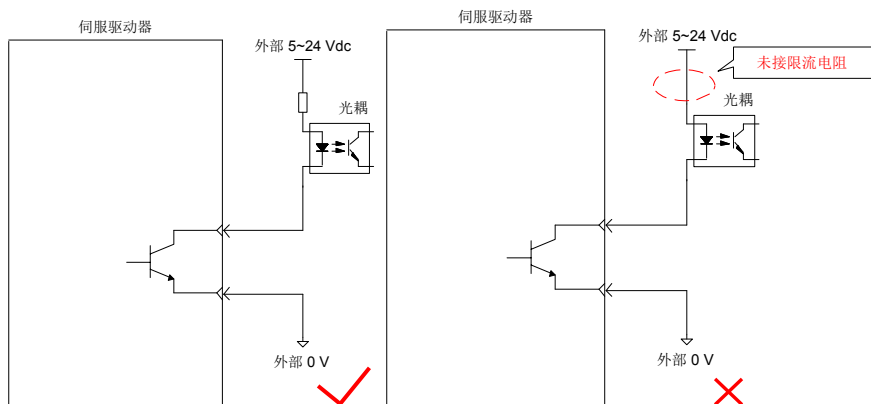 伺服驱动器
外部 5~24 Vdc
光耦
外部 0 V
伺服驱动器
外部 5~24 Vdc
未接限流电阻
光耦
外部 0 V